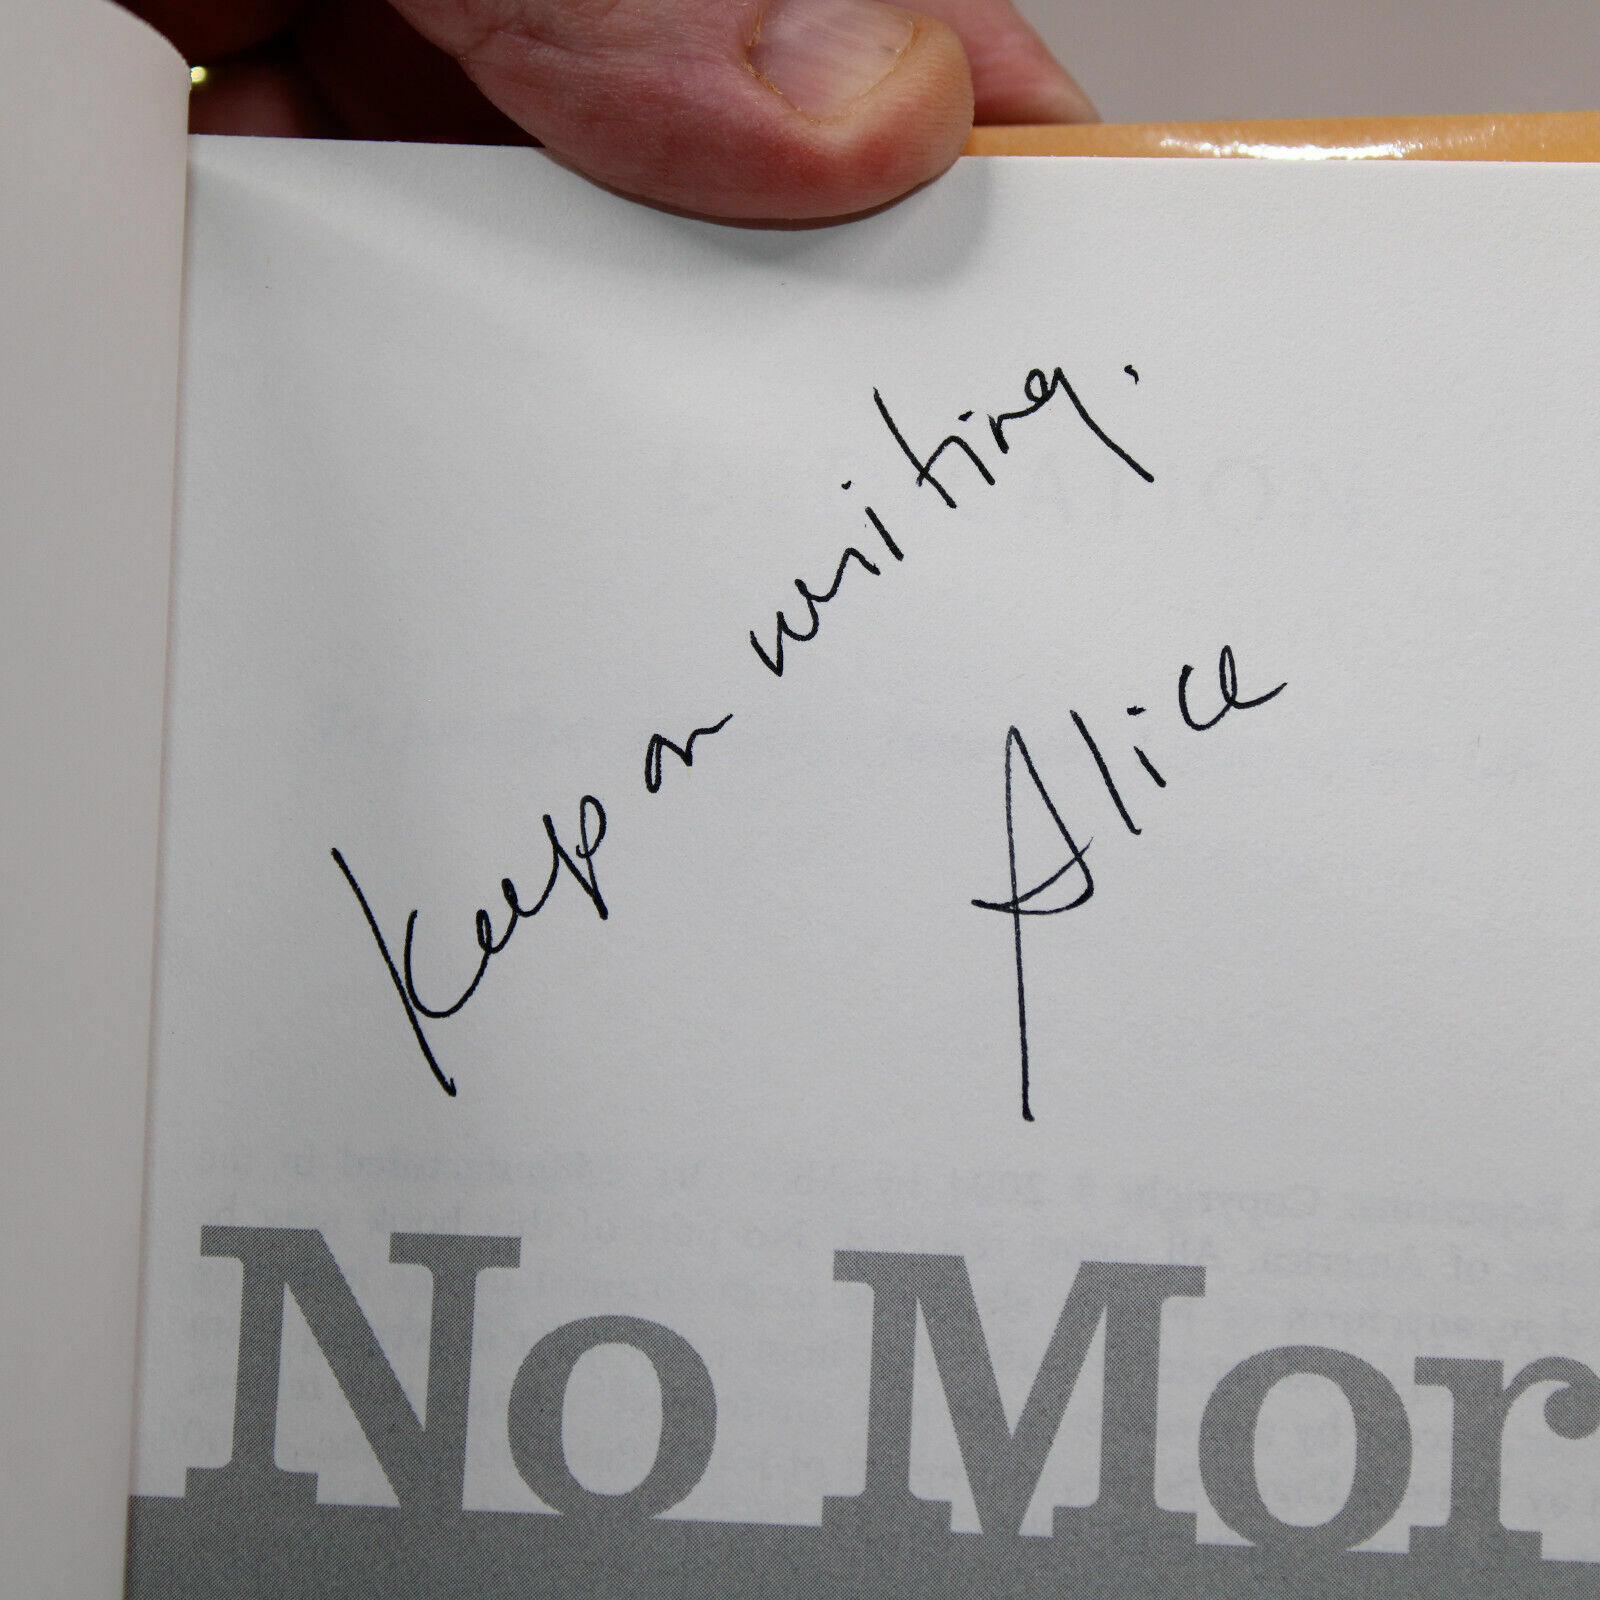 Keep on writing.
Alice
No Mor